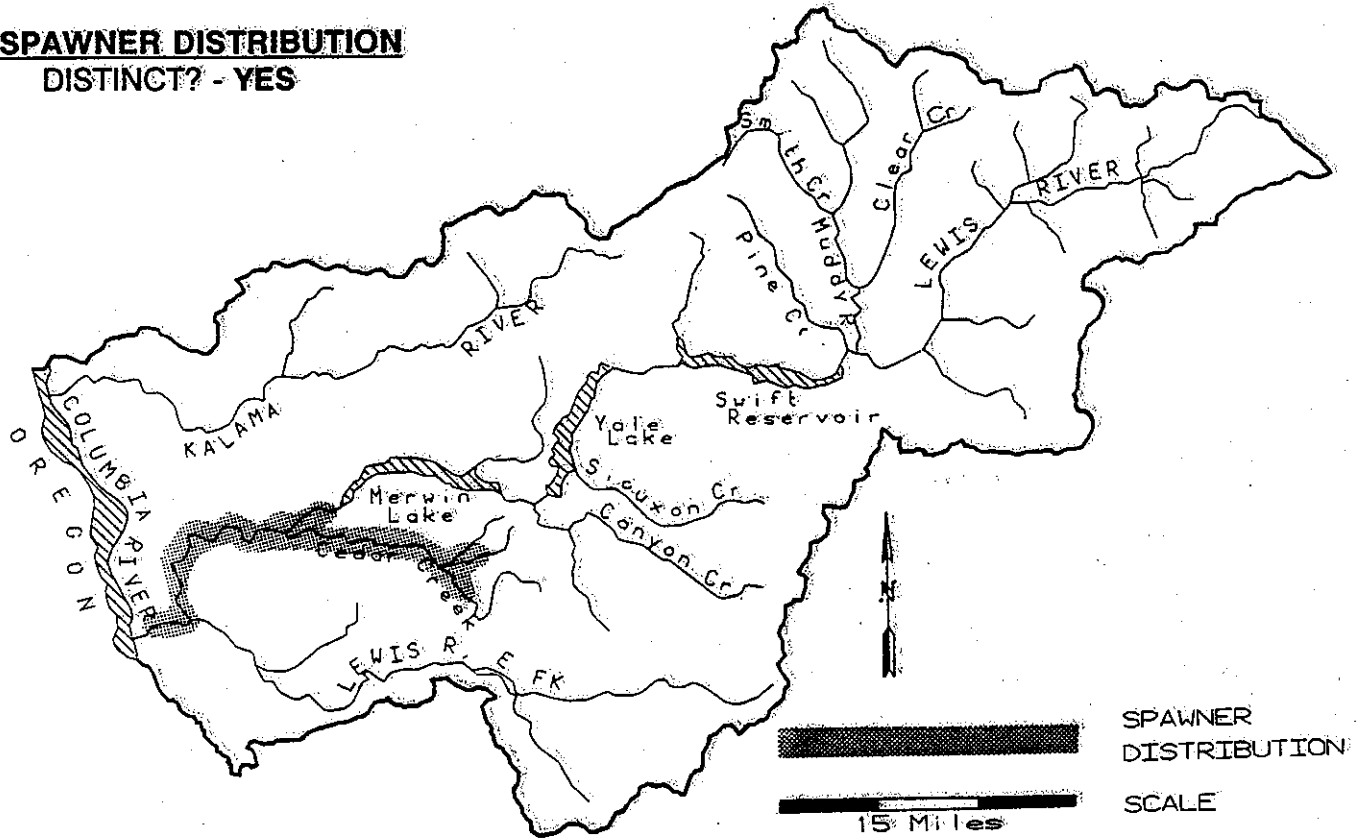 SPAWNER DISTRIBUTION
DISTINCT? - YES
Smith Cr
Clear Cr
Muddy R
Pine Cr
LEWIS RIVER
KALAMA RIVER
COLUMBIA RIVER
OREGON
Swift
Reservoir
Yale
Lake
Siouxon Cr
Canyon Cr
Merwin
Lake
Cedar Creek
LEWIS R, E FK
N
SPAWNER
DISTRIBUTION
SCALE
15 Miles